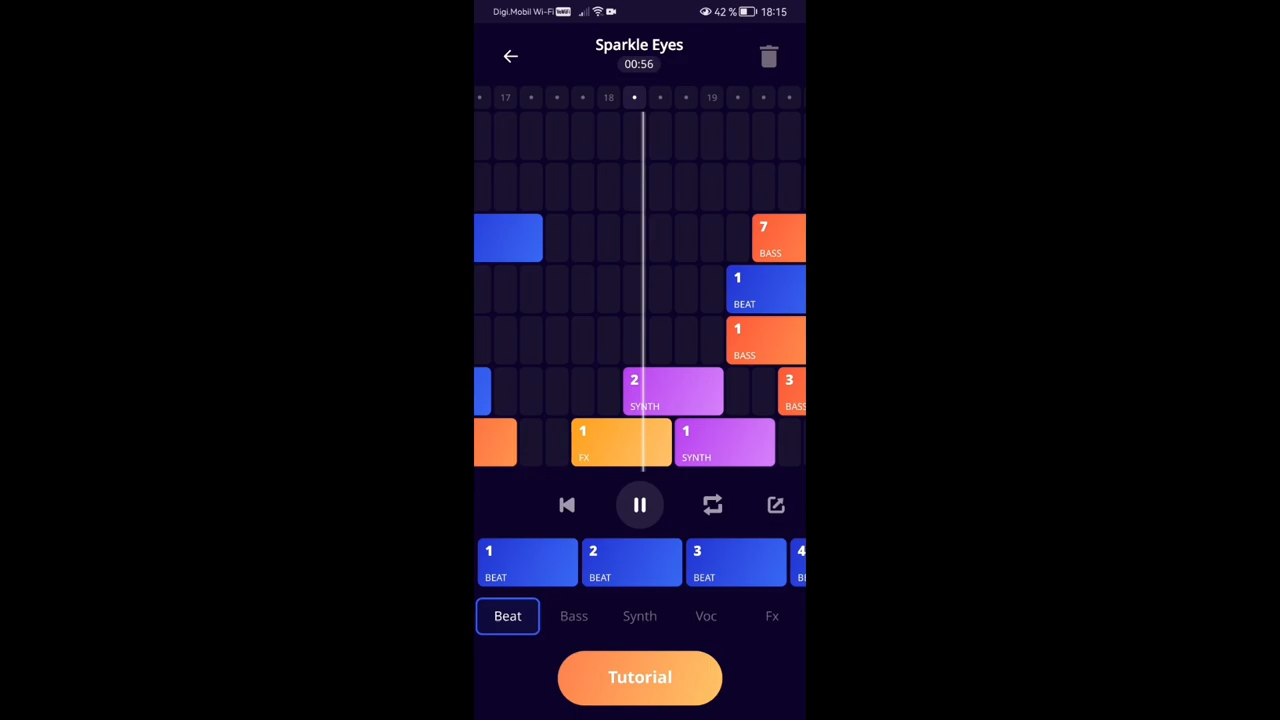 Digi.Mobil Wi-Fi VoWiFi 42 % 18:15
Sparkle Eyes
00:56
17 18 19
7
BASS
1
BEAT
1
BASS
2
SYNTH
3
BASS
1
FX
1
SYNTH
1
BEAT
2
BEAT
3
BEAT
4
Beat Bass Synth Voc Fx
Tutorial